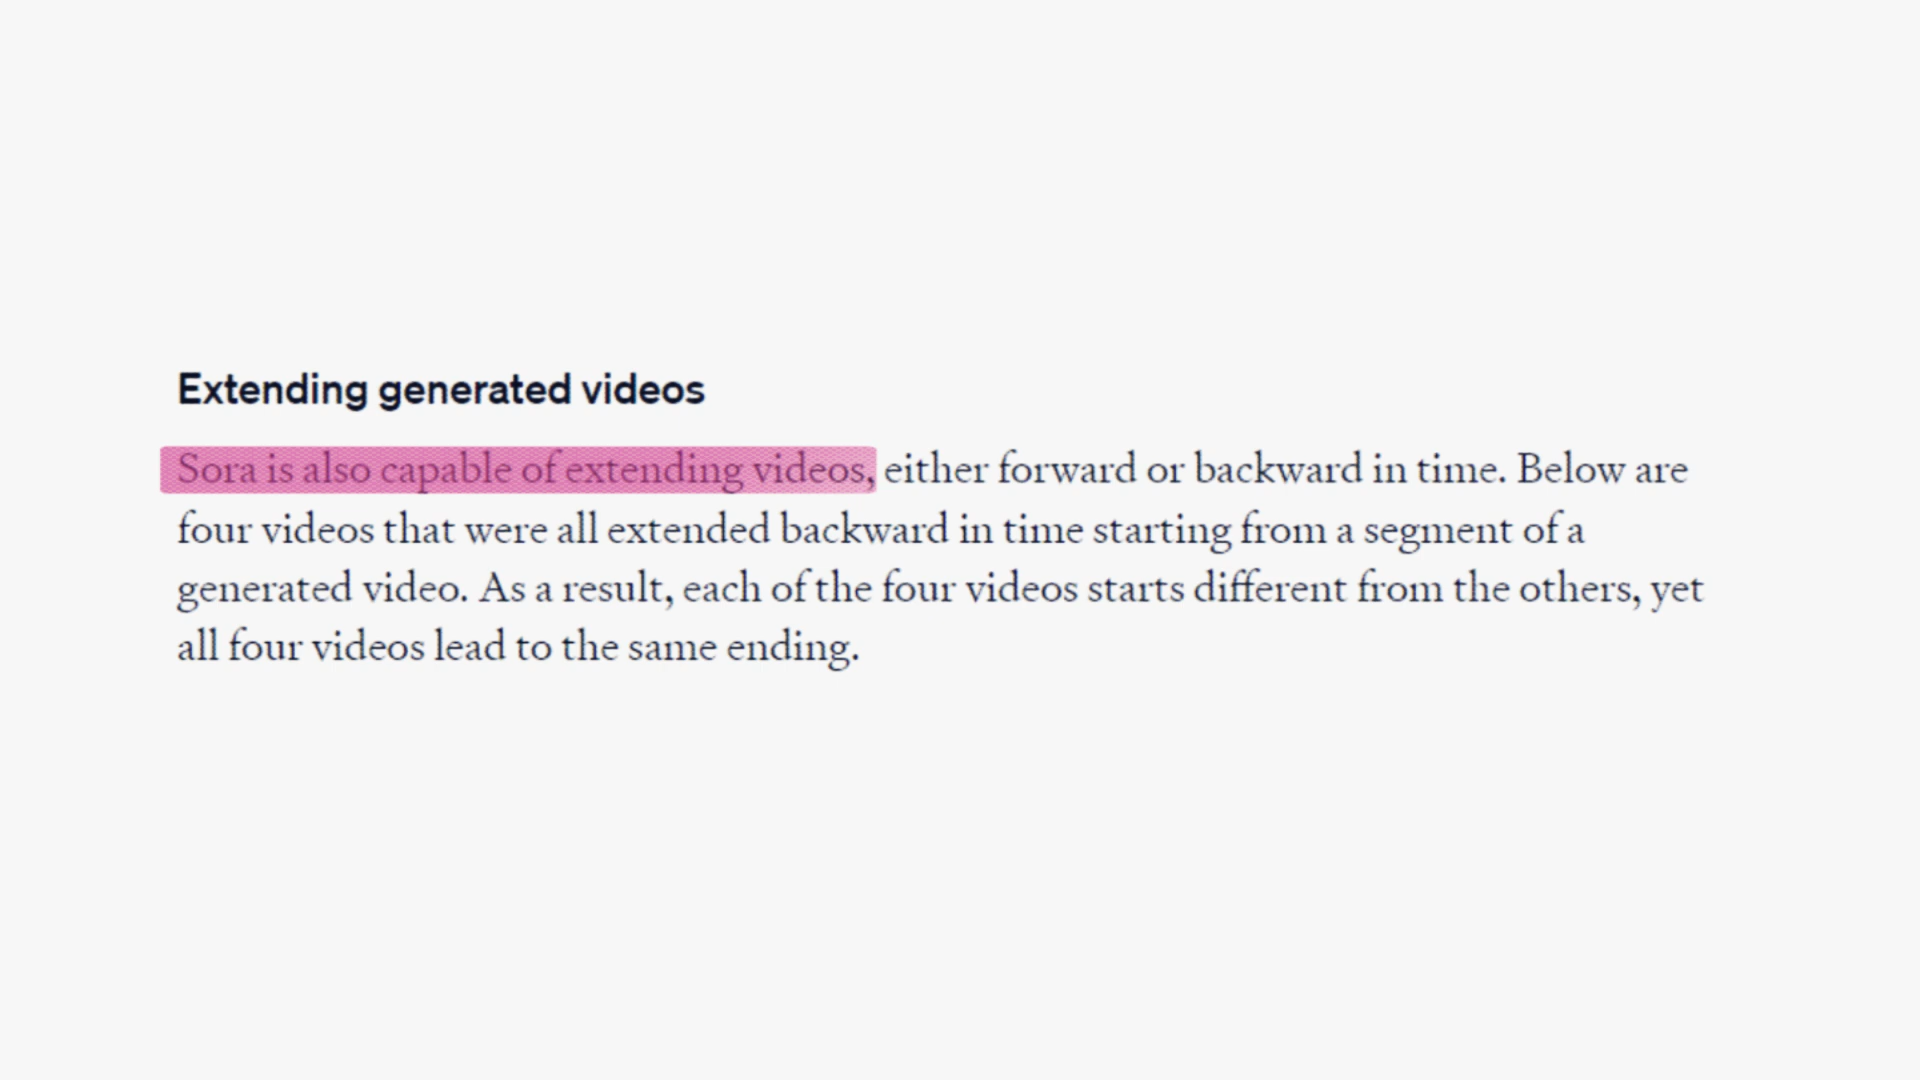 Extending generated videos
Sora is also capable of extending videos, either forward or backward in time. Below are
four videos that were all extended backward in time starting from a segment of a
generated video. As a result, each of the four videos starts different from the others, yet
all four videos lead to the same ending.